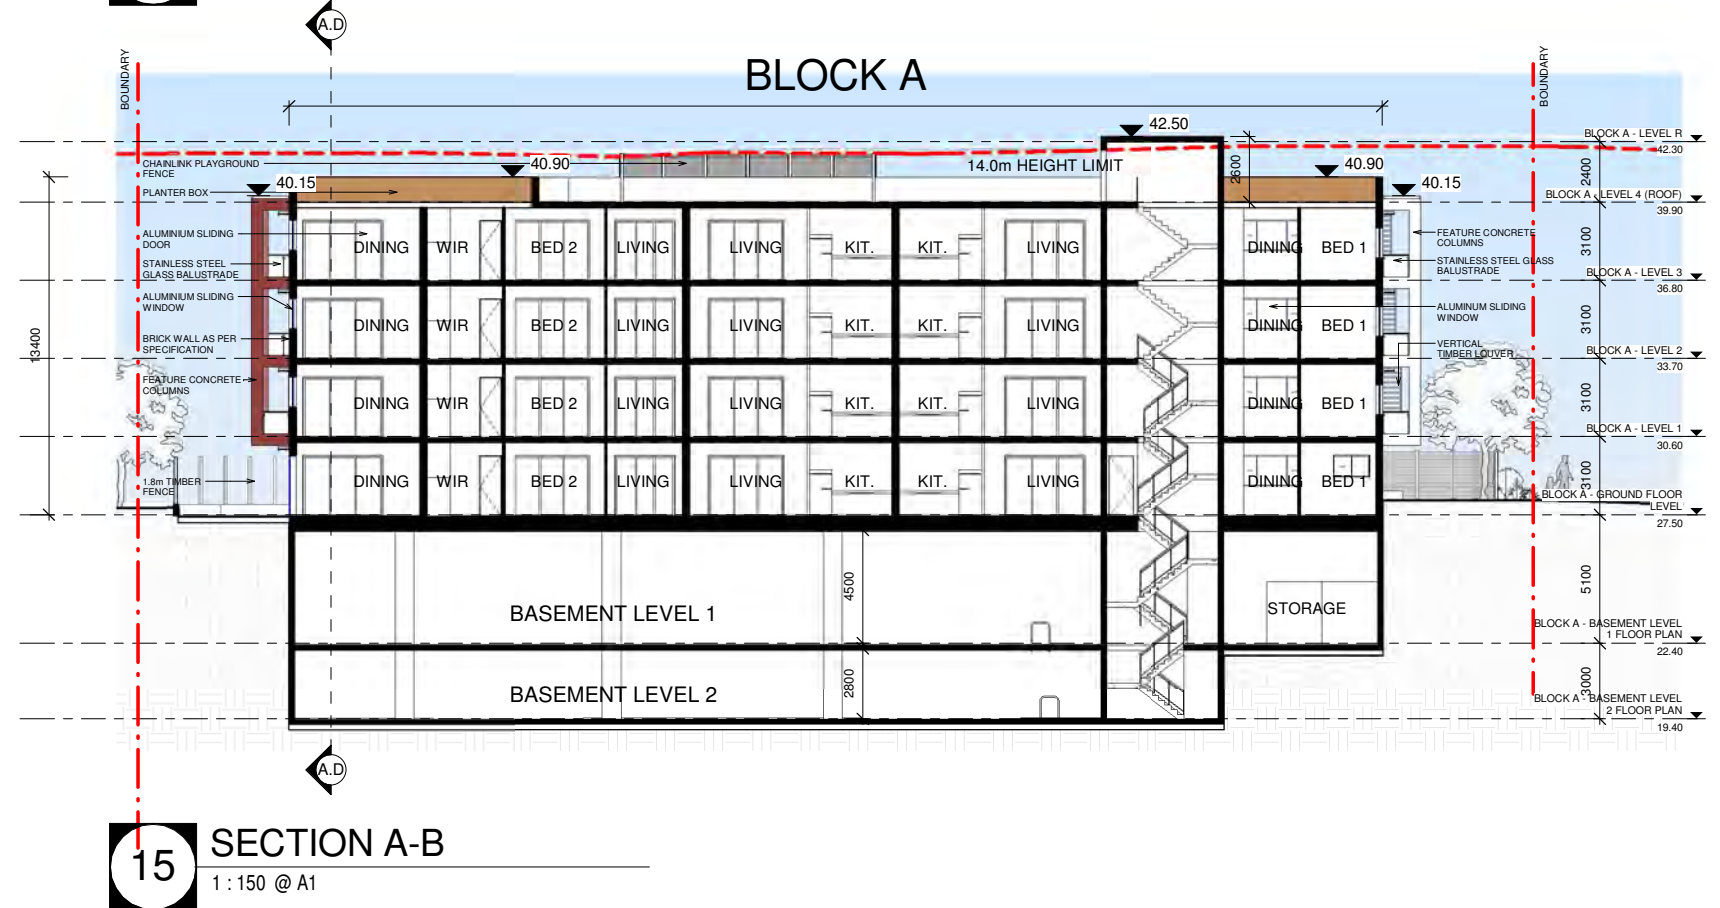 A.D
BLOCK A
BOUNDARY
BOUNDARY
42.50
BLOCK A - LEVEL R
42.30
CHAINLINK PLAYGROUND
FENCE
40.90
14.0m HEIGHT LIMIT
2600
40.90
2400
40.15
PLANTER BOX
40.15
BLOCK A - LEVEL 4 (ROOF)
39.90
ALUMINIUM SLIDING
DOOR
DINING WIR BED 2 LIVING LIVING KIT. KIT. LIVING DINING BED 1
FEATURE CONCRETE
COLUMNS
3100
STAINLESS STEEL
GLASS BALUSTRADE
STAINLESS STEEL GLASS
BALUSTRADE
BLOCK A - LEVEL 3
36.80
ALUMINIUM SLIDING
WINDOW
ALUMINUM SLIDING
WINDOW
DINING WIR BED 2 LIVING LIVING KIT. KIT. LIVING DINING BED 1
3100
13400
BRICK WALL AS PER
SPECIFICATION
VERTICAL
TIMBER LOUVER
BLOCK A - LEVEL 2
33.70
FEATURE CONCRETE
COLUMNS
DINING WIR BED 2 LIVING LIVING KIT. KIT. LIVING DINING BED 1
3100
BLOCK A - LEVEL 1
30.60
1.8m TIMBER
FENCE
DINING WIR BED 2 LIVING LIVING KIT. KIT. LIVING DINING BED 1
3100
BLOCK A - GROUND FLOOR
LEVEL
27.50
4500
5100
BASEMENT LEVEL 1
STORAGE
BLOCK A - BASEMENT LEVEL
1 FLOOR PLAN
22.40
2800
3000
BASEMENT LEVEL 2
BLOCK A - BASEMENT LEVEL
2 FLOOR PLAN
19.40
A.D
15
SECTION A-B
1 : 150 @ A1